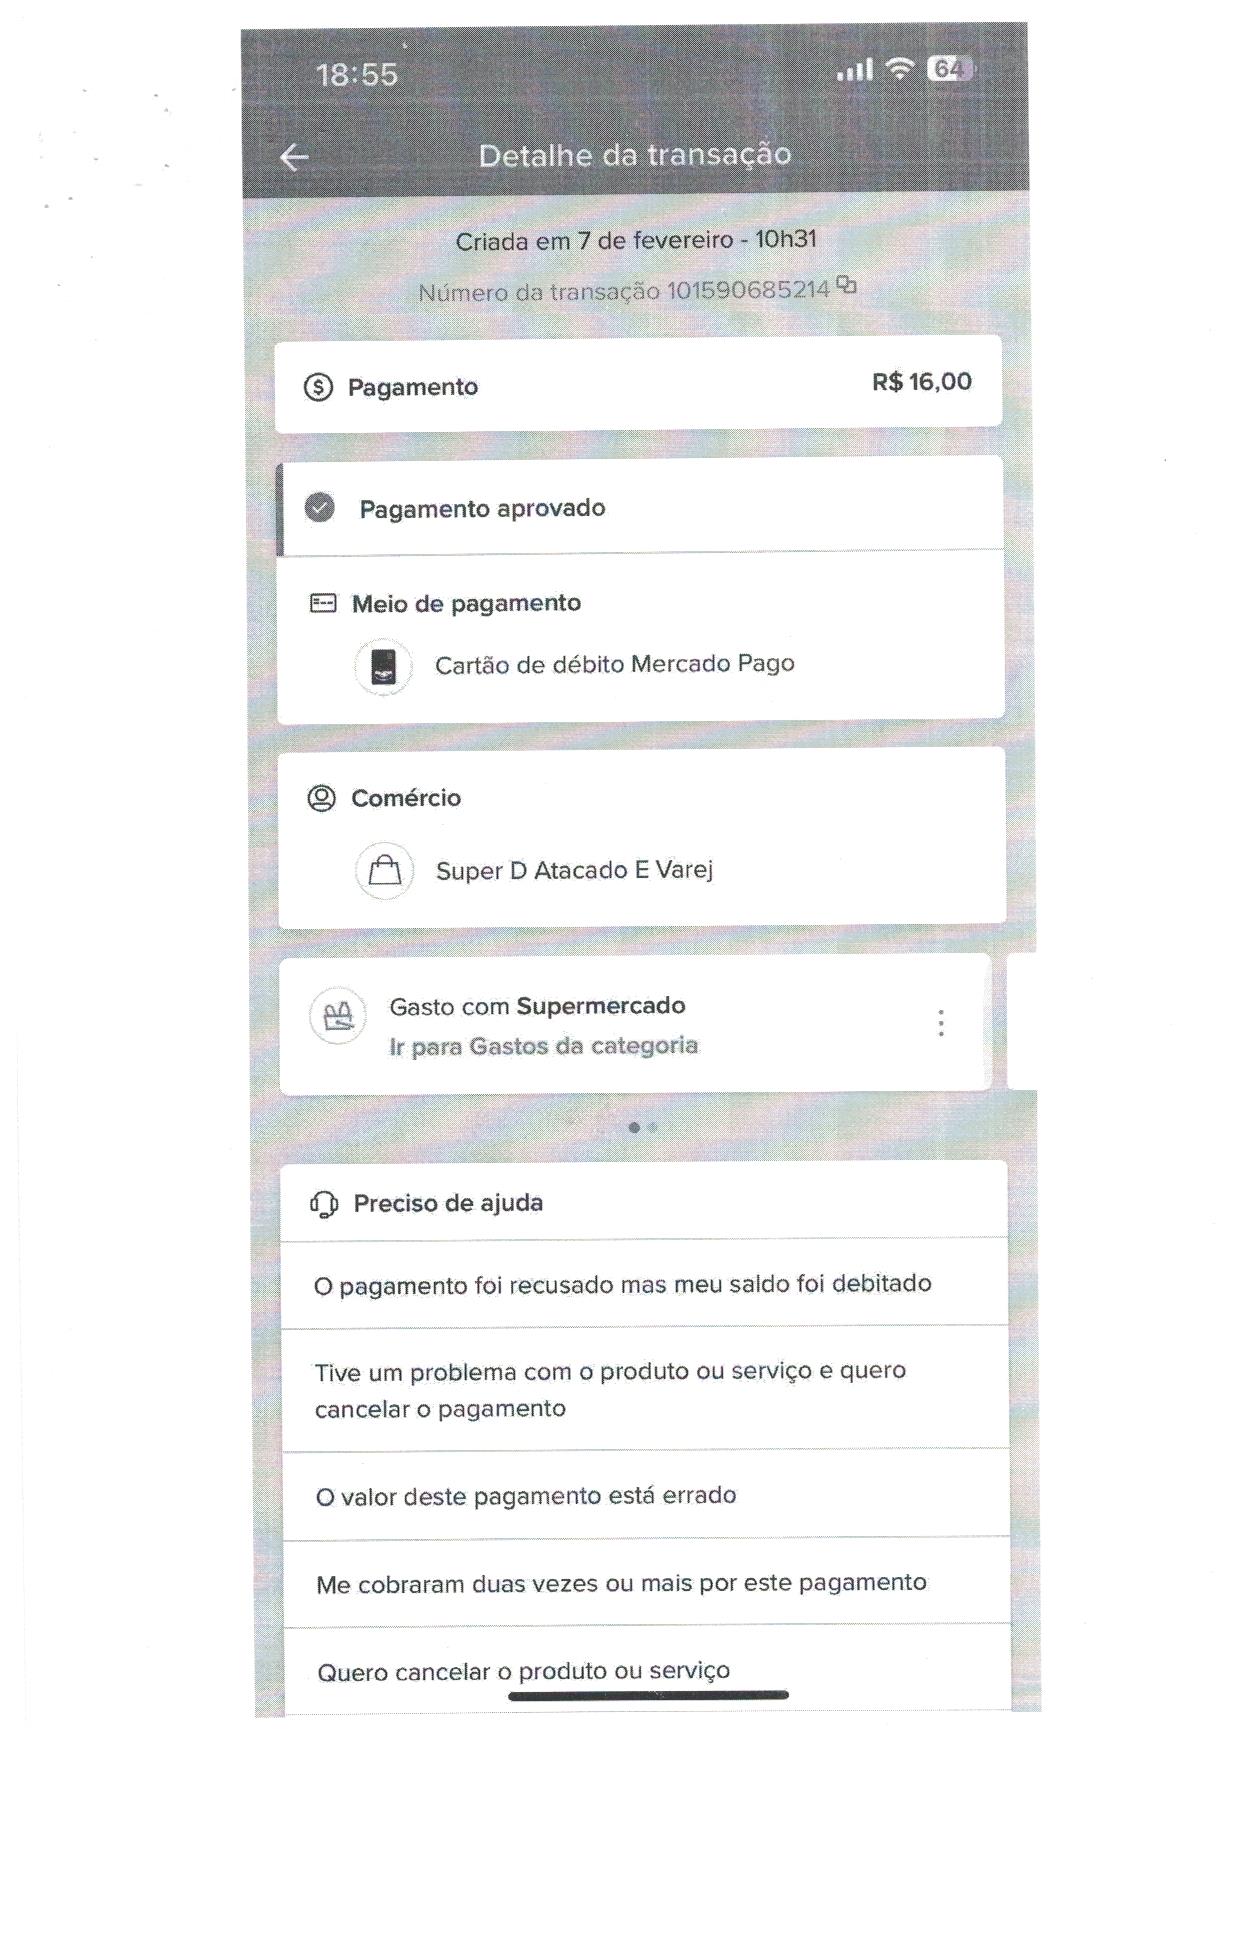 18:55
64
Detalhe da transação
Criada em 7 de fevereiro - 10h31
Número da transação 101590685214
Pagamento
R$ 16,00
Pagamento aprovado
Meio de pagamento
Cartão de débito Mercado Pago
Comércio
Super D Atacado E Varej
Gasto com Supermercado
Ir para Gastos da categoria
Preciso de ajuda
O pagamento foi recusado mas meu saldo foi debitado
Tive um problema com o produto ou serviço e quero
cancelar o pagamento
O valor deste pagamento está errado
Me cobraram duas vezes ou mais por este pagamento
Quero cancelar o produto ou serviço